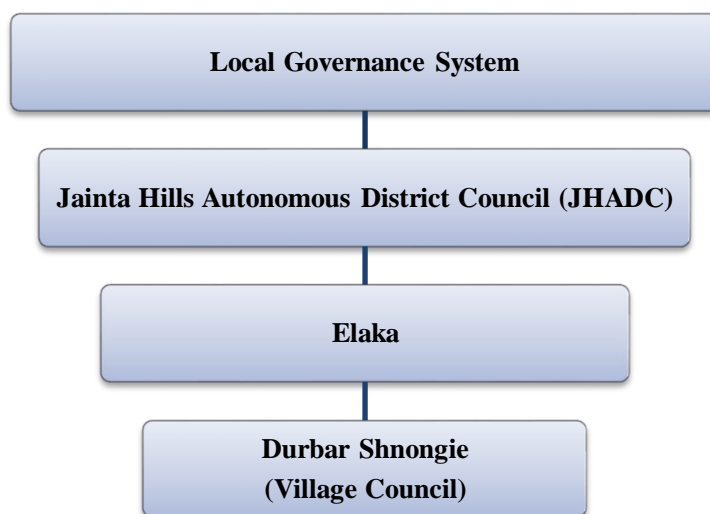 Local Governance System
Jainta Hills Autonomous District Council (JHADC)
Elaka
Durbar Shnongie
(Village Council)